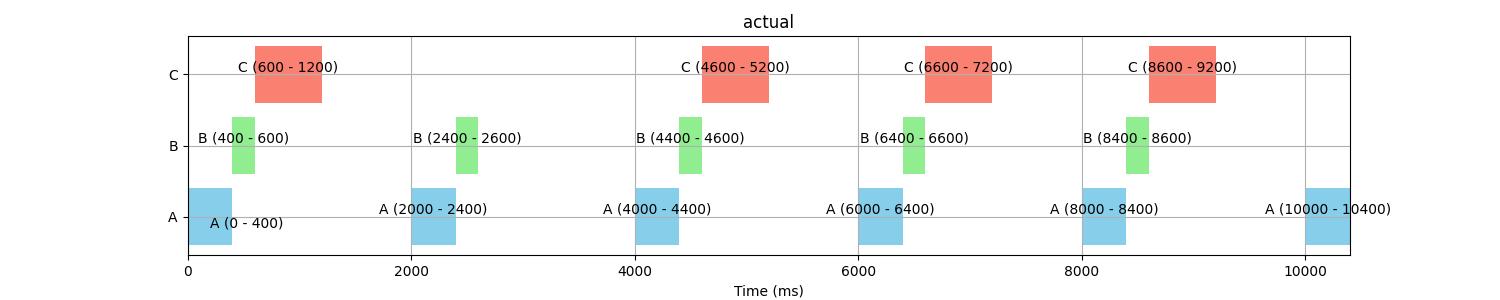 actual
C
C (600 - 1200)
C (4600 - 5200)
C (6600 - 7200)
C (8600 - 9200)
B
B (400 - 600)
B (2400 - 2600)
B (4400 - 4600)
B (6400 - 6600)
B (8400 - 8600)
A
A (0 - 400)
A (2000 - 2400)
A (4000 - 4400)
A (6000 - 6400)
A (8000 - 8400)
A (10000 - 10400)
0 2000 4000 6000 8000 10000
Time (ms)